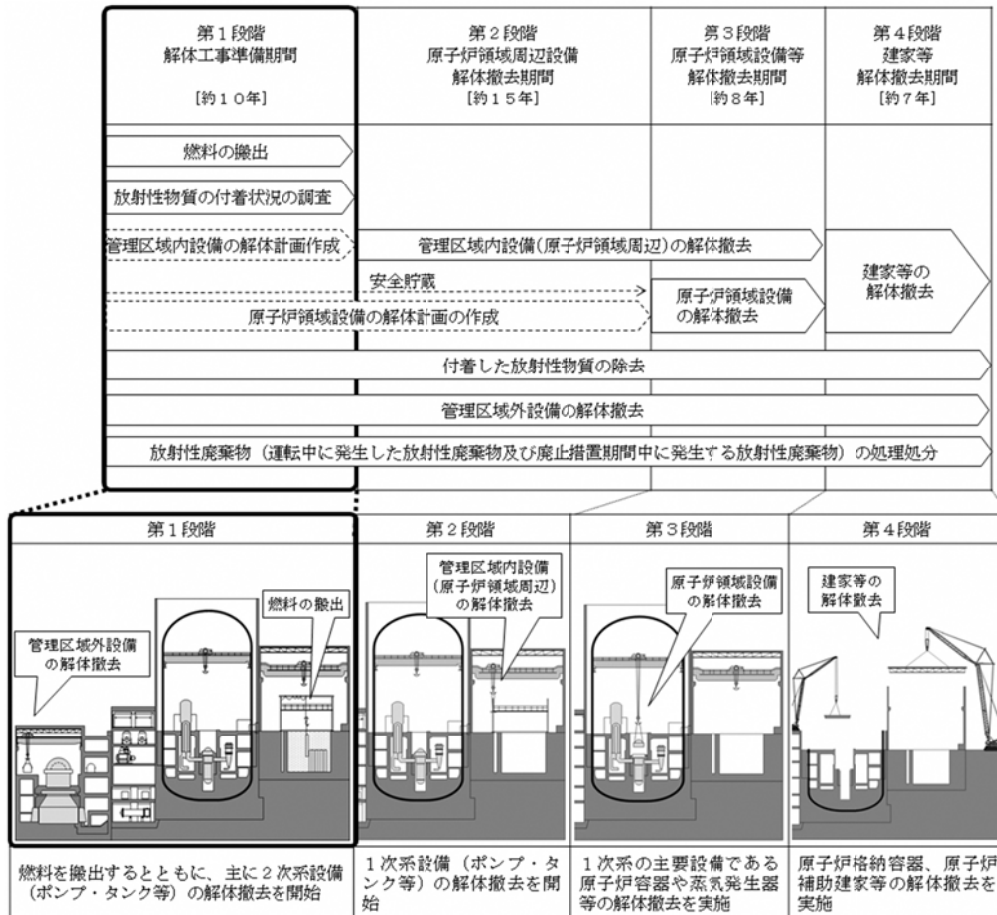 第１段階
解体工事準備期間
［約１０年］
第２段階
原子炉領域周辺設備
解体撤去期間
［約１５年］
第３段階
原子炉領域設備等
解体撤去期間
［約８年］
第４段階
建家等
解体撤去期間
［約７年］
燃料の搬出
放射性物質の付着状況の調査
管理区域内設備の解体計画作成
管理区域内設備（原子炉領域周辺）の解体撤去
安全貯蔵
原子炉領域設備の解体計画の作成
原子炉領域設備
の解体撤去
建家等の
解体撤去
付着した放射性物質の除去
管理区域外設備の解体撤去
放射性廃棄物（運転中に発生した放射性廃棄物及び廃止措置期間中に発生する放射性廃棄物）の処理処分
第１段階
管理区域外設備
の解体撤去
燃料の搬出
燃料を搬出するとともに、主に２次系設備
（ポンプ・タンク等）の解体撤去を開始
第２段階
管理区域内設備
（原子炉領域周辺）
の解体撤去
１次系設備（ポンプ・タ
ンク等）の解体撤去を開
始
第３段階
原子炉領域設備
の解体撤去
１次系の主要設備である
原子炉容器や蒸気発生器
等の解体撤去を実施
第４段階
建家等の
解体撤去
原子炉格納容器、原子炉
補助建家等の解体撤去を
実施